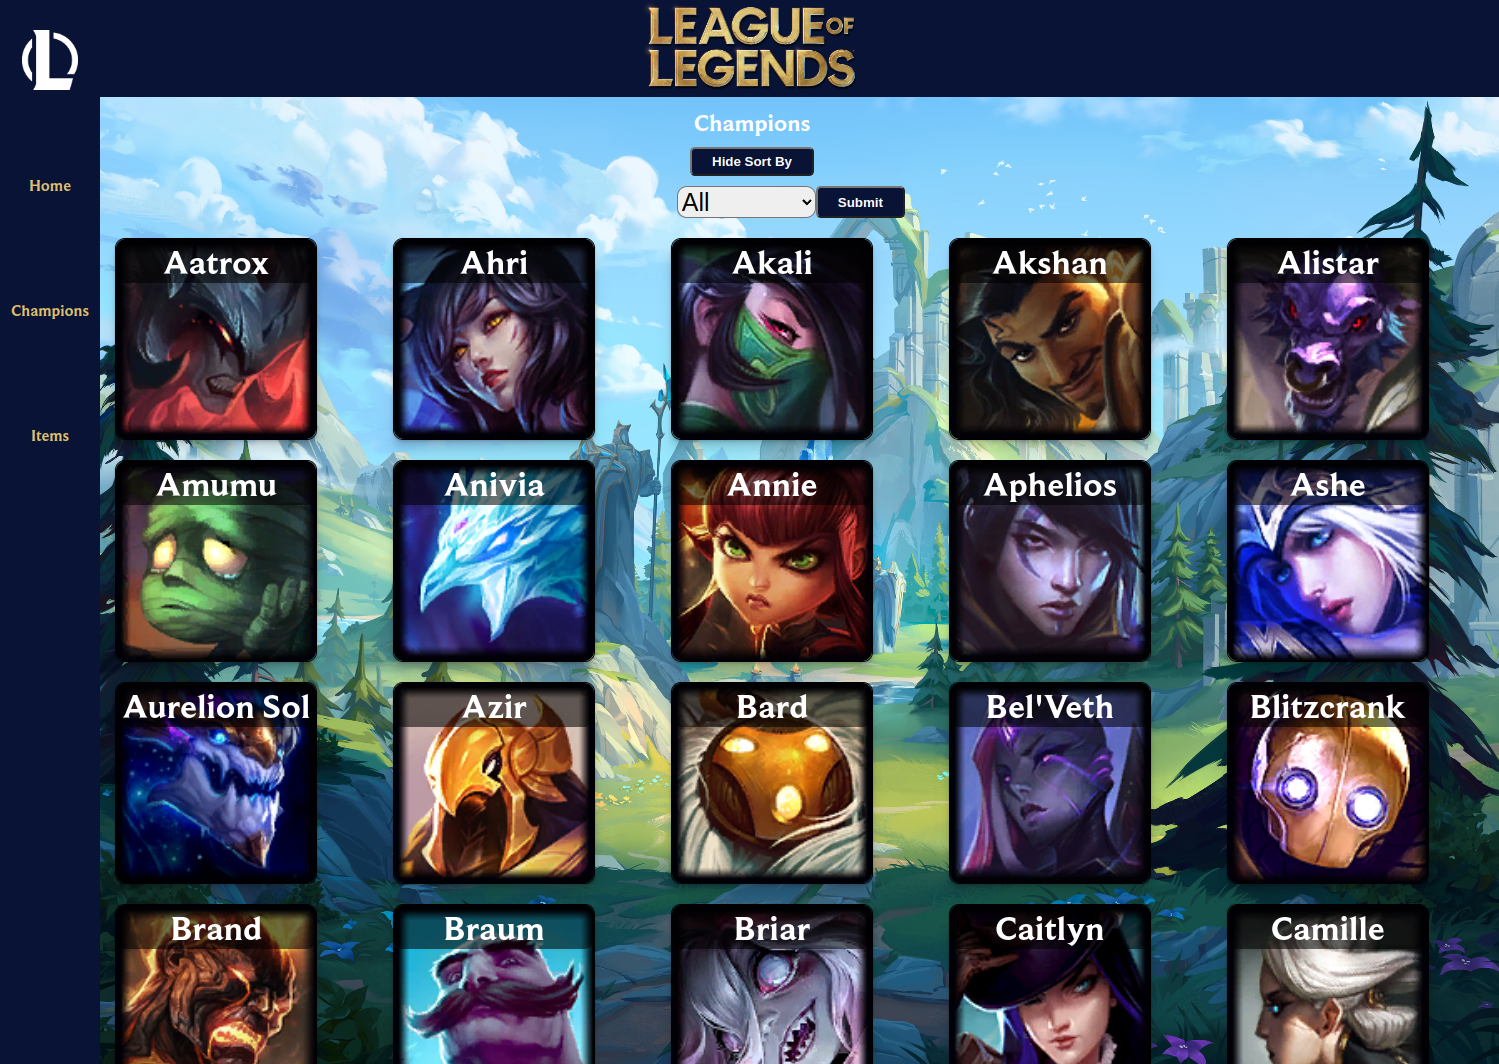 LEAGUE OF
LEGENDS
Champions
Hide Sort By
All
Submit
Home
Champions
Items
Aatrox
Ahri
Akali
Akshan
Alistar
Amumu
Anivia
Annie
Aphelios
Ashe
Aurelion Sol
Azir
Bard
Bel'Veth
Blitzcrank
Brand
Braum
Briar
Caitlyn
Camille